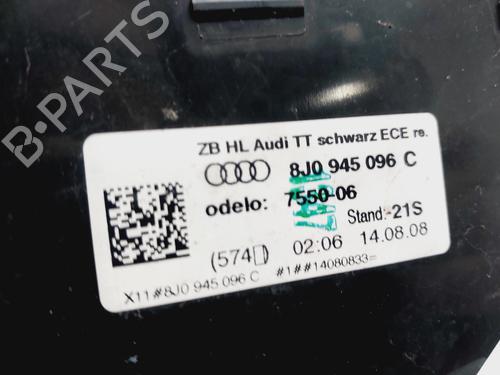 ZB HL Audi TT schwarz ECE re.
8J0 945 096 C
odelo: 7550-06
Stand:-21S
(574) 02:06 14.08.08
X11#8J0 945 096 C #1##14080833=
B-PARTS